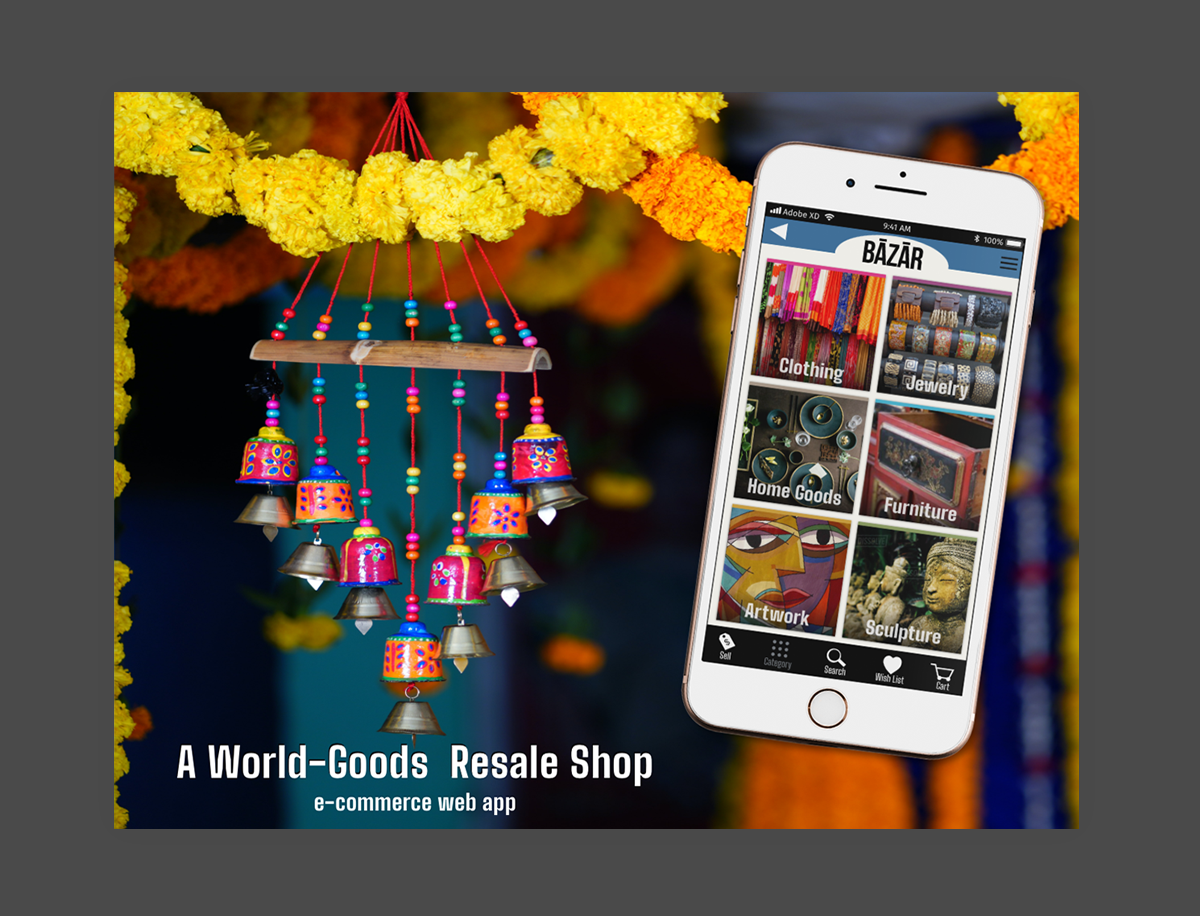 Adobe XD
9:41 AM
100%
BĀZĀR
Clothing
Jewelry
Home Goods
Furniture
Artwork
Sculpture
Sell
Category
Search
Wish List
Cart
A World-Goods Resale Shop
e-commerce web app